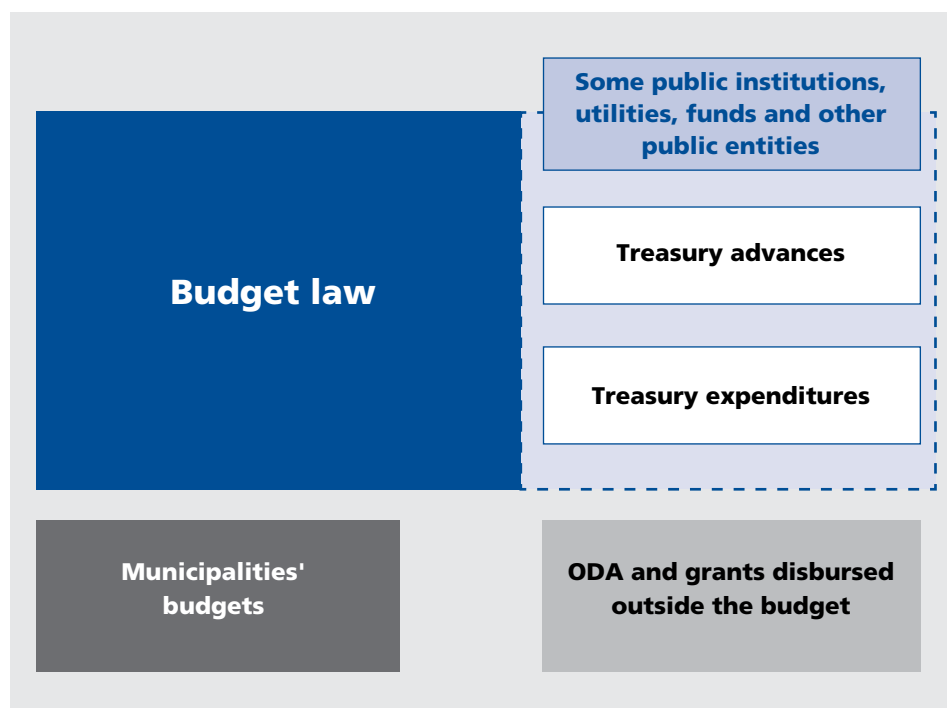 Some public institutions,
utilities, funds and other
public entities
Budget law
Treasury advances
Treasury expenditures
Municipalities'
budgets
ODA and grants disbursed
outside the budget